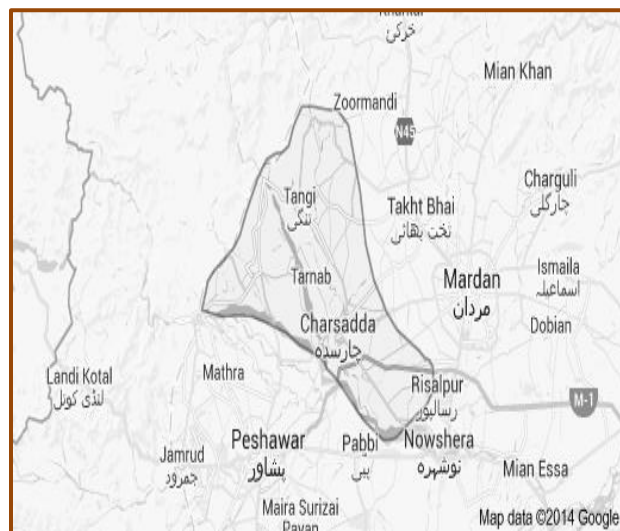 خرکئ
Mian Khan
Zoormandi
N45
Charguli
چارگلی
Tangi
تنگی
Takht Bhai
تخت بھائی
Tarnab
Mardan
مردان
Ismaila
اسماعیلہ
Charsadda
چارسدہ
Dobian
Landi Kotal
لنڈی کوتل
Mathra
Risalpur
رسالپور
M-1
Peshawar
پشاور
Pabbi
پبی
Nowshera
نوشہرہ
Jamrud
جمرود
Mian Essa
Maira Surizai
Payan
Map data ©2014 Google